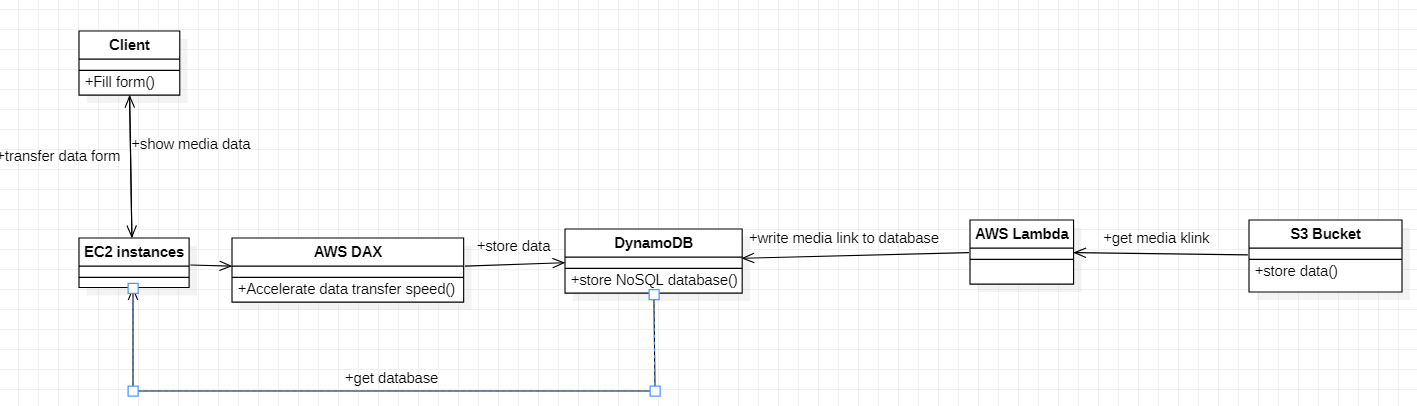 Client
+Fill form()
+show media data
+transfer data form
EC2 instances
AWS DAX
+Accelerate data transfer speed()
+store data
DynamoDB
+store NoSQL database()
+write media link to database
AWS Lambda
+get media klink
S3 Bucket
+store data()
+get database